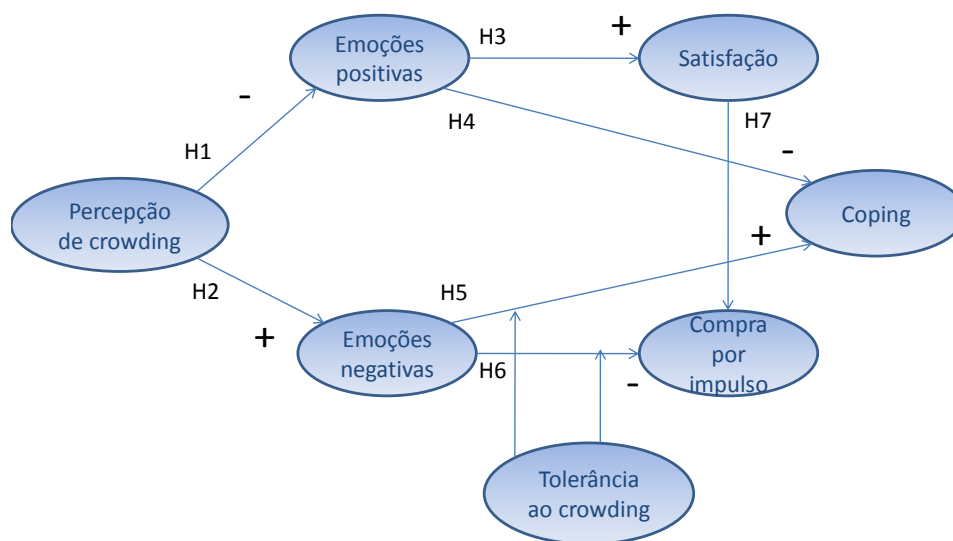 Emoções
positivas
H3
+
Satisfação
-
H4
H7
H1
-
Percepção
de crowding
Coping
H2
H5
+
+
Emoções
negativas
H6
-
Compra
por
impulso
Tolerância
ao crowding